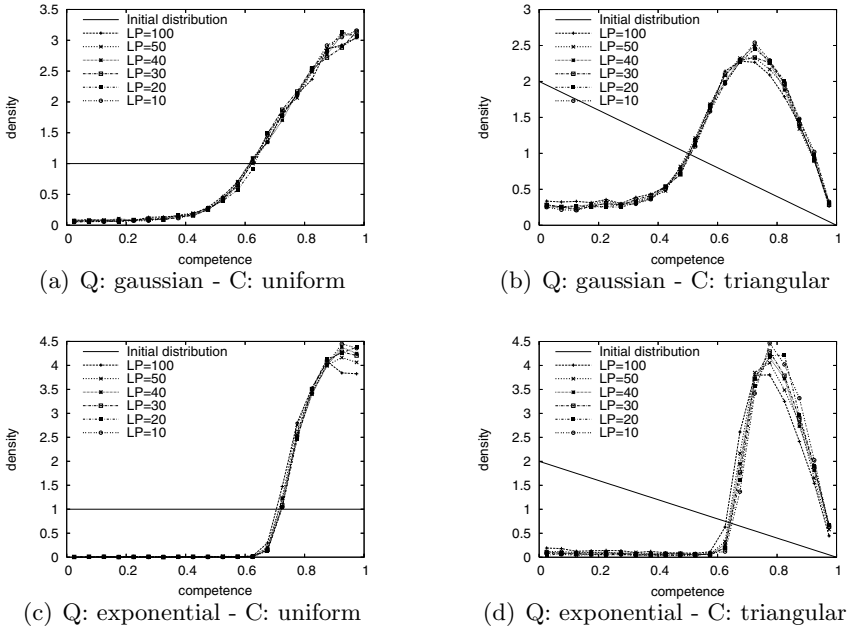 3.5
3
2.5
2
1.5
1
0.5
0
0 0.2 0.4 0.6 0.8 1
density
competence
Initial distribution
LP=100
LP=50
LP=40
LP=30
LP=20
LP=10
(a) Q: gaussian - C: uniform
3
2.5
2
1.5
1
0.5
0
0 0.2 0.4 0.6 0.8 1
density
competence
Initial distribution
LP=100
LP=50
LP=40
LP=30
LP=20
LP=10
(b) Q: gaussian - C: triangular
4.5
4
3.5
3
2.5
2
1.5
1
0.5
0
0 0.2 0.4 0.6 0.8 1
density
competence
Initial distribution
LP=100
LP=50
LP=40
LP=30
LP=20
LP=10
(c) Q: exponential - C: uniform
4.5
4
3.5
3
2.5
2
1.5
1
0.5
0
0 0.2 0.4 0.6 0.8 1
density
competence
Initial distribution
LP=100
LP=50
LP=40
LP=30
LP=20
LP=10
(d) Q: exponential - C: triangular